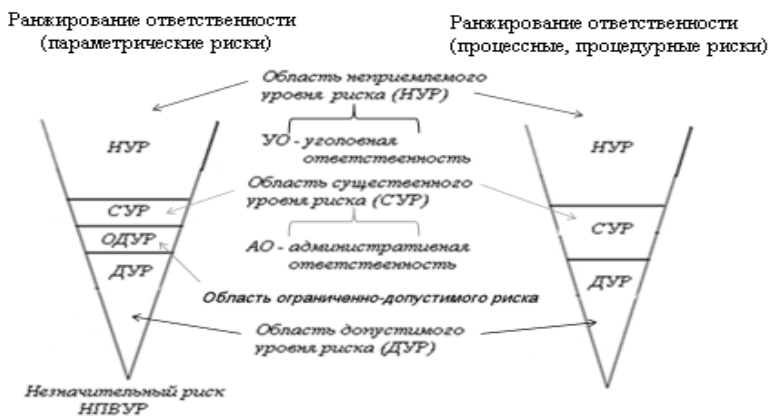 Ранжирование ответственности
(параметрические риски)
Ранжирование ответственности
(процессные, процедурные риски)
Область неприемлемого
уровня риска (НУР)
НУР
УО - уголовная
ответственность
НУР
Область существенного
уровня риска (СУР)
СУР
СУР
ОДУР
АО - административная
ответственность
ДУР
ДУР
Область ограниченно-допустимого риска
Область допустимого
уровня риска (ДУР)
Незначительный риск
НПВУР